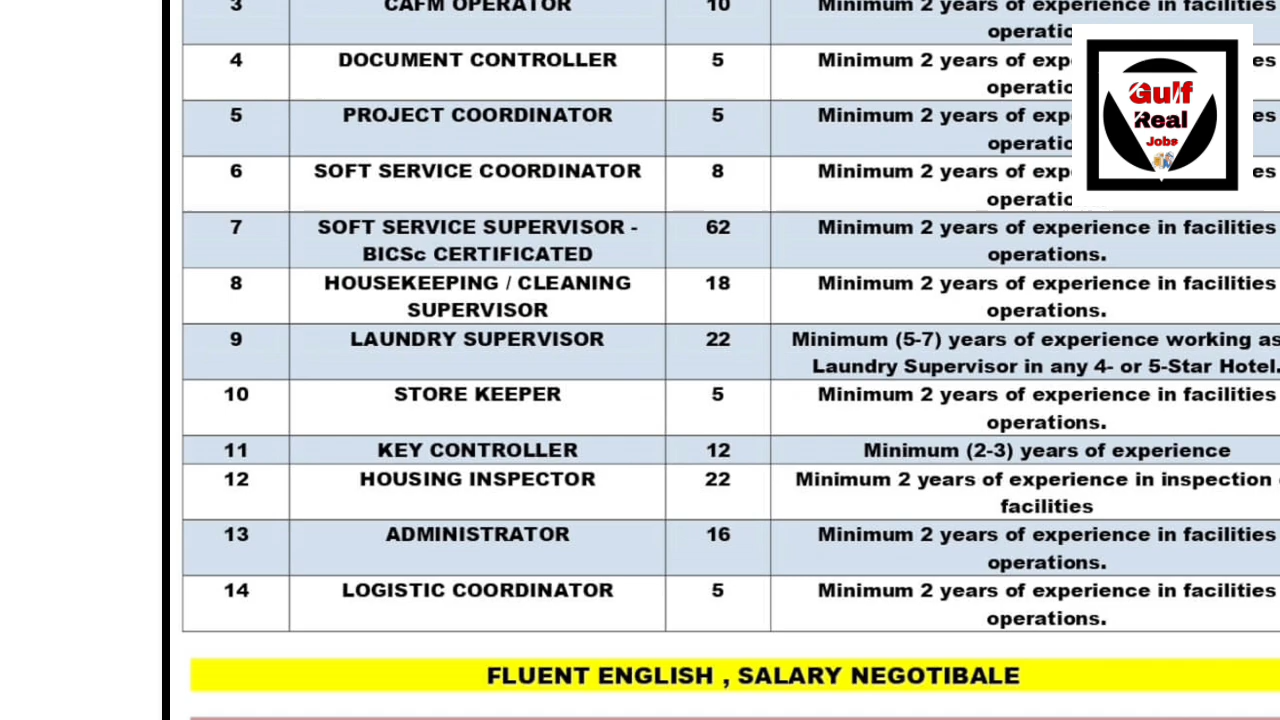 3 CAFM OPERATOR 10 Minimum 2 years of experience in facilities
operatio
4 DOCUMENT CONTROLLER 5 Minimum 2 years of exp es
operatio
5 PROJECT COORDINATOR 5 Minimum 2 years of exp es
operatio
6 SOFT SERVICE COORDINATOR 8 Minimum 2 years of exp es
operatio
7 SOFT SERVICE SUPERVISOR - 62 Minimum 2 years of experience in facilities
BICSc CERTIFICATED operations.
8 HOUSEKEEPING / CLEANING 18 Minimum 2 years of experience in facilities
SUPERVISOR operations.
9 LAUNDRY SUPERVISOR 22 Minimum (5-7) years of experience working as
Laundry Supervisor in any 4- or 5-Star Hotel.
10 STORE KEEPER 5 Minimum 2 years of experience in facilities
operations.
11 KEY CONTROLLER 12 Minimum (2-3) years of experience
12 HOUSING INSPECTOR 22 Minimum 2 years of experience in inspection
facilities
13 ADMINISTRATOR 16 Minimum 2 years of experience in facilities
operations.
14 LOGISTIC COORDINATOR 5 Minimum 2 years of experience in facilities
operations.
FLUENT ENGLISH , SALARY NEGOTIBALE
Gulf
Real
Jobs